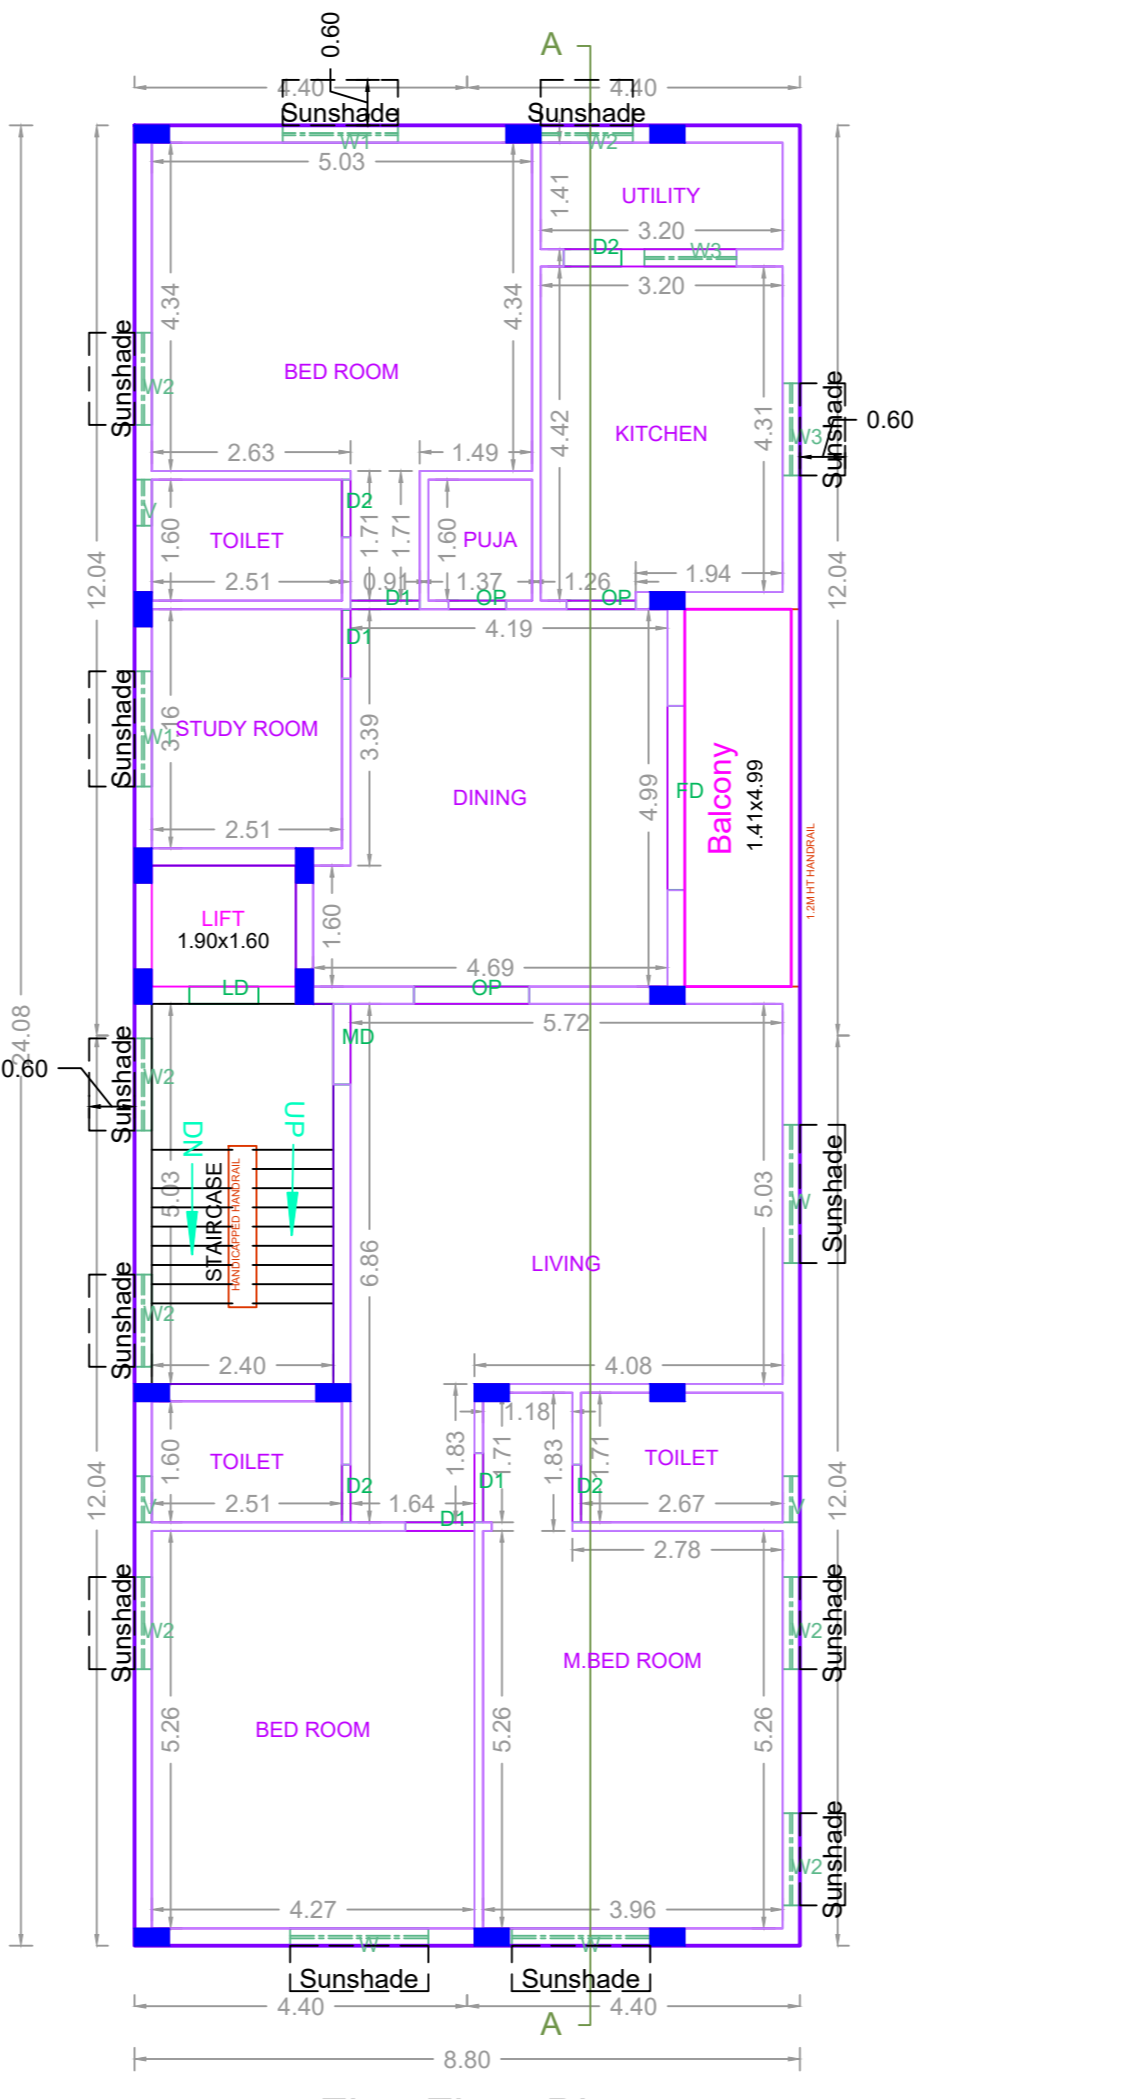 0.60
A
4.40
4.40
Sunshade
Sunshade
W1
W2
5.03
1.41
UTILITY
3.20
D2
W3
3.20
4.34
4.34
Sunshade
W2
BED ROOM
4.42
KITCHEN
4.31
W3
Sunshade
0.60
2.63
1.49
V
1.60
TOILET
D2
1.71
1.71
1.60
PUJA
2.51
0.91
1.37
1.26
1.94
D1
OP
OP
12.04
12.04
D1
4.19
Sunshade
W1
3.16
STUDY ROOM
3.39
DINING
4.99
FD
Balcony
1.41x4.99
1.2M HT HANDRAIL
2.51
LIFT
1.90x1.60
1.60
4.69
LD
OP
24.08
5.72
MD
0.60
Sunshade
W2
DN
UP
5.03
STAIRCASE
HANDICAPPED HANDRAIL
6.86
5.03
W
Sunshade
LIVING
Sunshade
W2
2.40
4.08
1.18
1.60
TOILET
1.83
1.71
1.83
1.71
TOILET
D2
D1
D2
V
2.51
1.64
2.67
V
D1
12.04
12.04
2.78
Sunshade
W2
W2
Sunshade
M.BED ROOM
5.26
BED ROOM
5.26
5.26
W2
Sunshade
4.27
3.96
W
W
Sunshade
Sunshade
4.40
4.40
A
8.80